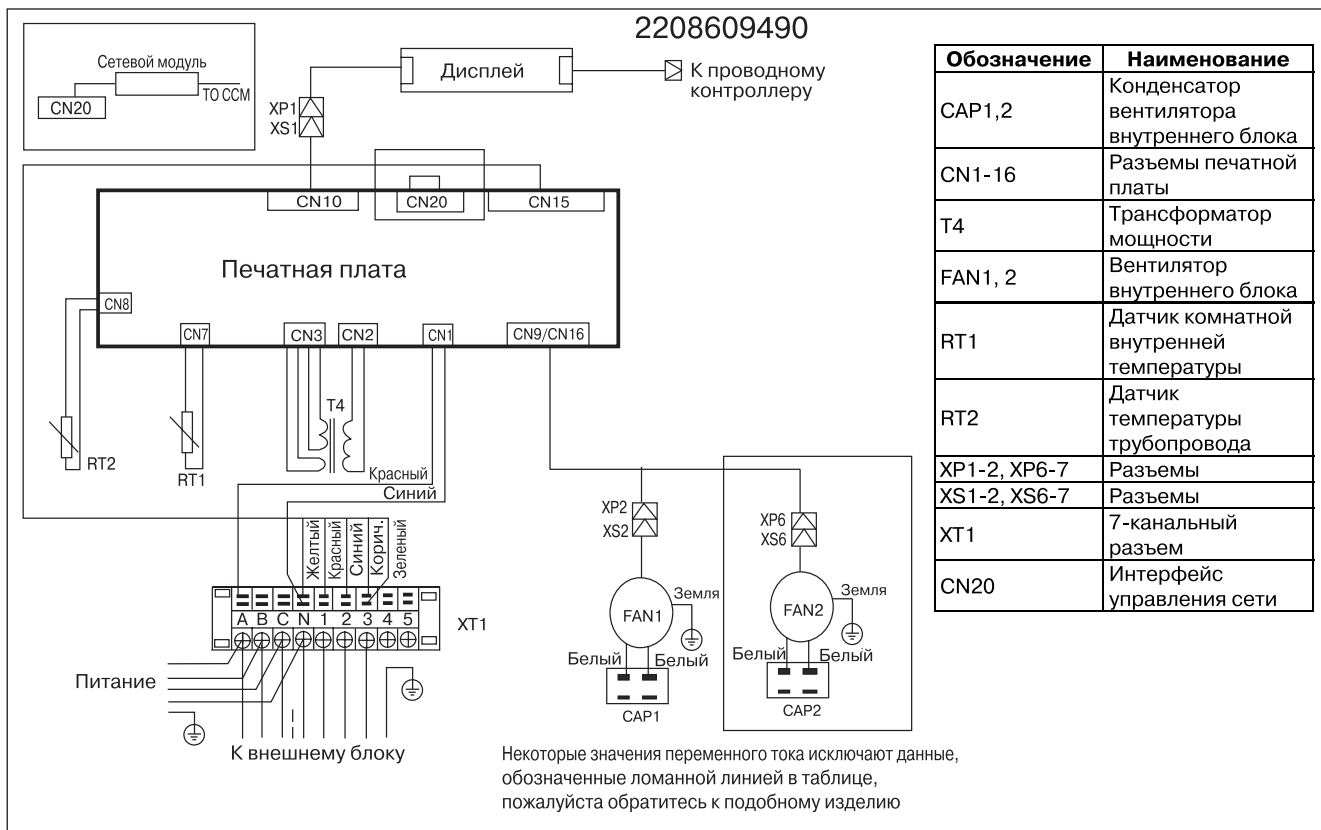 2208609490
Сетевой модуль
CN20
TO CCM
Дисплей
К проводному
контроллеру
XP1
XS1
CN10
CN20
CN15
Печатная плата
CN8
CN7
CN3
CN2
CN1
CN9/CN16
RT2
RT1
T4
Красный
Синий
Желтый
Красный
Синий
Корич.
Зеленый
A B C N 1 2 3 4 5
XT1
Питание
К внешнему блоку
XP2
XS2
FAN1
Земля
Белый
Белый
CAP1
XP6
XS6
FAN2
Земля
Белый
Белый
CAP2
Некоторые значения переменного тока исключают данные,
обозначенные ломанной линией в таблице,
пожалуйста обратитесь к подобному изделию
Обозначение Наименование
CAP1,2 Конденсатор
вентилятора
внутреннего блока
CN1-16 Разъемы печатной
платы
T4 Трансформатор
мощности
FAN1, 2 Вентилятор
внутреннего блока
RT1 Датчик комнатной
внутренней
температуры
RT2 Датчик
температуры
трубопровода
XP1-2, XP6-7 Разъемы
XS1-2, XS6-7 Разъемы
XT1 7-канальный
разъем
CN20 Интерфейс
управления сети